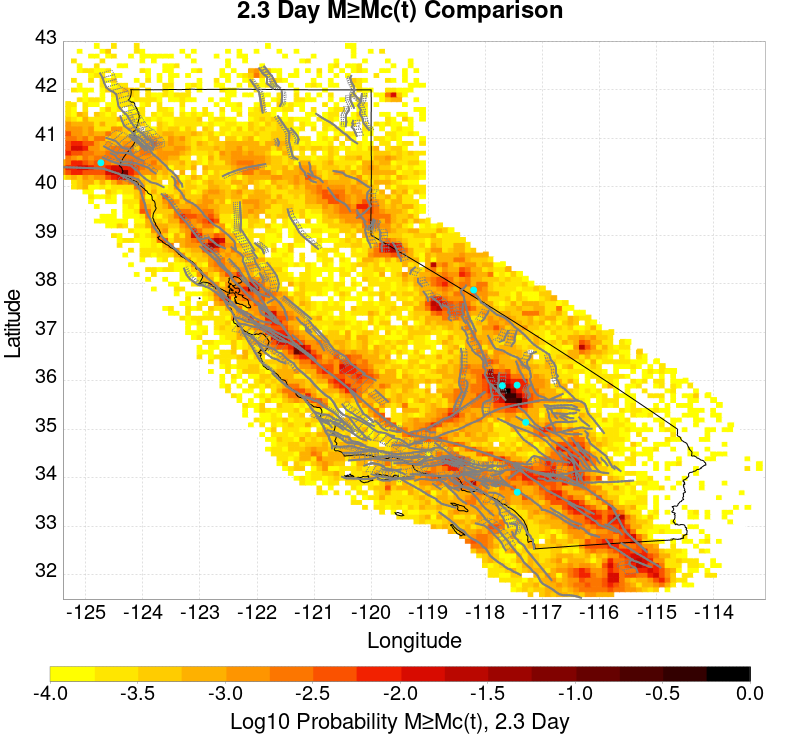 2.3 Day M≥Mc(t) Comparison
43
42
41
40
39
38
37
36
35
34
33
32
Latitude
-125 -124 -123 -122 -121 -120 -119 -118 -117 -116 -115 -114
Longitude
-4.0 -3.5 -3.0 -2.5 -2.0 -1.5 -1.0 -0.5 0.0
Log10 Probability M≥Mc(t), 2.3 Day